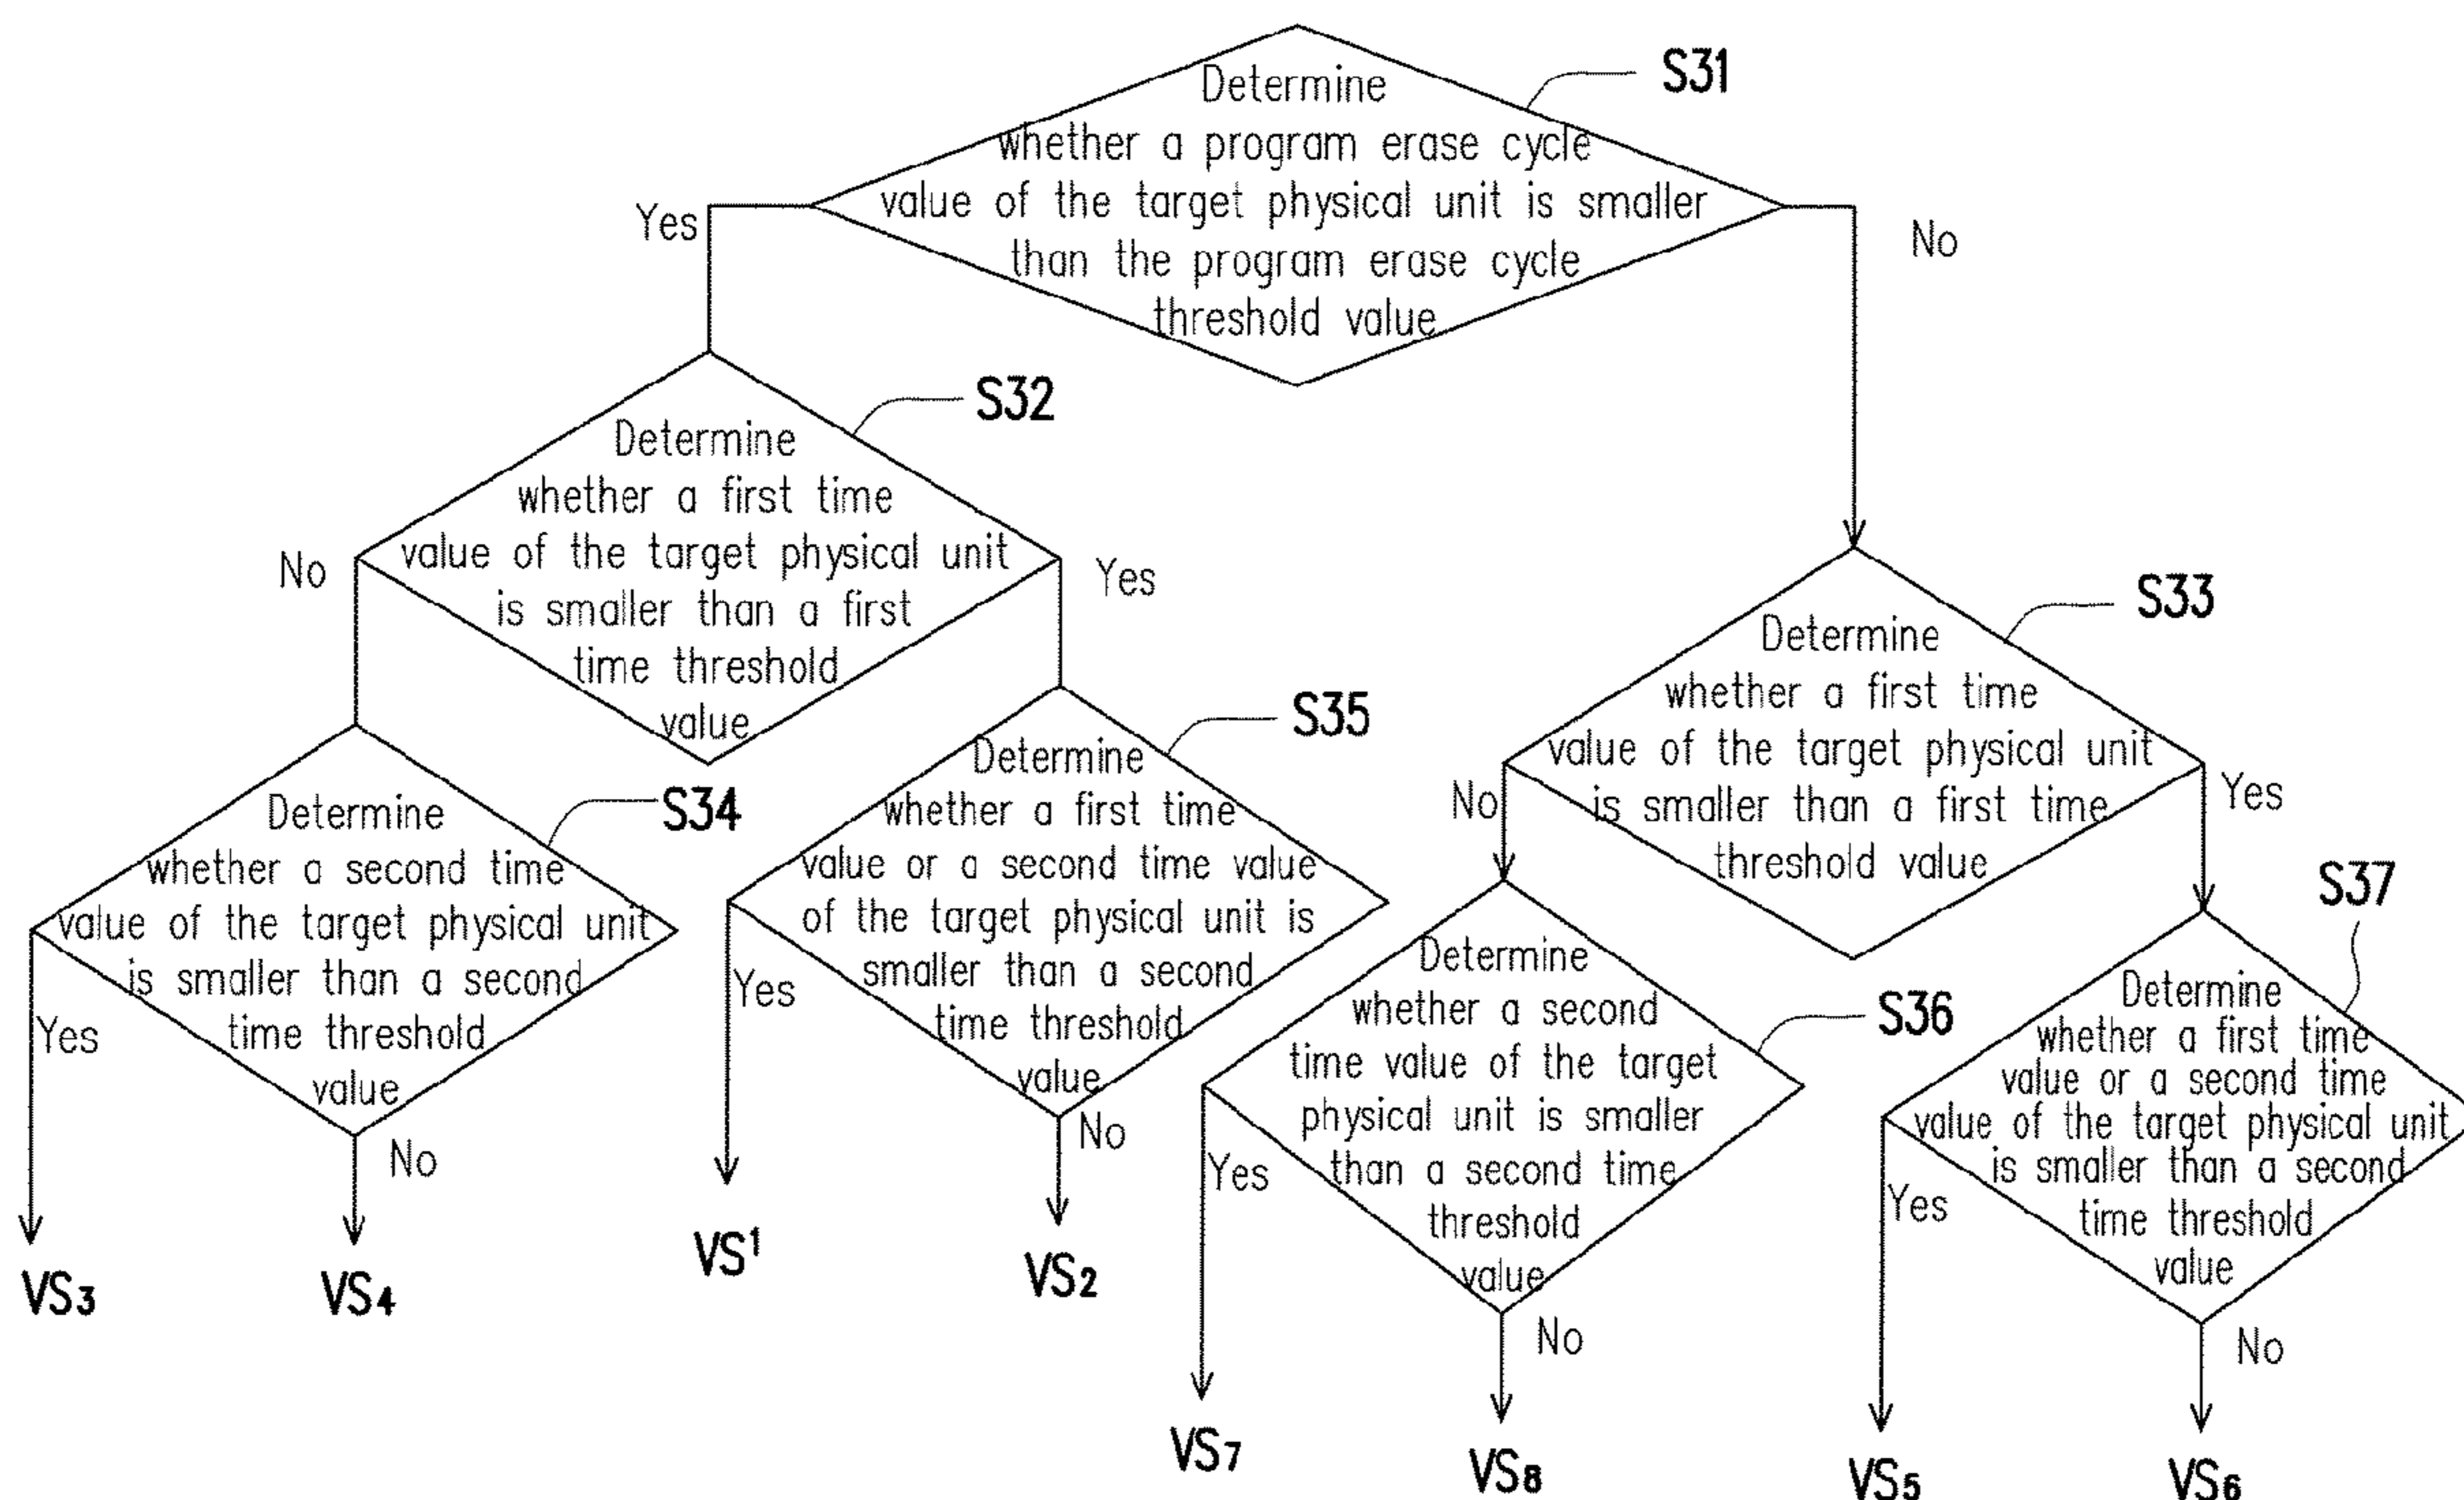 Determine
whether a program erase cycle
value of the target physical unit is smaller
than the program erase cycle
threshold value
S31
Yes
No
S32
Determine
whether a first time
value of the target physical unit
is smaller than a first
time threshold
value
No
Yes
S33
Determine
whether a first time
value of the target physical unit
is smaller than a first time
threshold value
No
Yes
S34
Determine
whether a second time
value of the target physical unit
is smaller than a second
time threshold
value
Yes
No
S35
Determine
whether a first time
value or a second time value
of the target physical unit is
smaller than a second
time threshold
value
Yes
No
S36
Determine
whether a second
time value of the target
physical unit is smaller
than a second time
threshold
value
Yes
No
S37
Determine
whether a first time
value or a second time
value of the target physical unit
is smaller than a second
time threshold
value
Yes
No
VS3
VS4
VS1
VS2
VS7
VS8
VS5
VS6